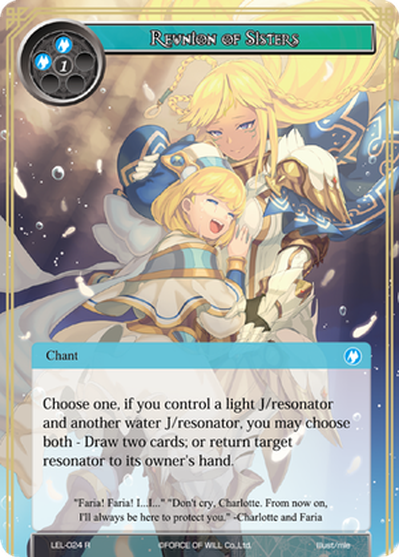 Reunion of Sisters
1
Chant
Choose one, if you control a light J/resonator
and another water J/resonator, you may choose
both - Draw two cards; or return target
resonator to its owner's hand.
"Faria! Faria! I...I..." "Don't cry, Charlotte. From now on,
I'll always be here to protect you." -Charlotte and Faria
LEL-024 R ©FORCE OF WILL Co.,Ltd. Illust/mie